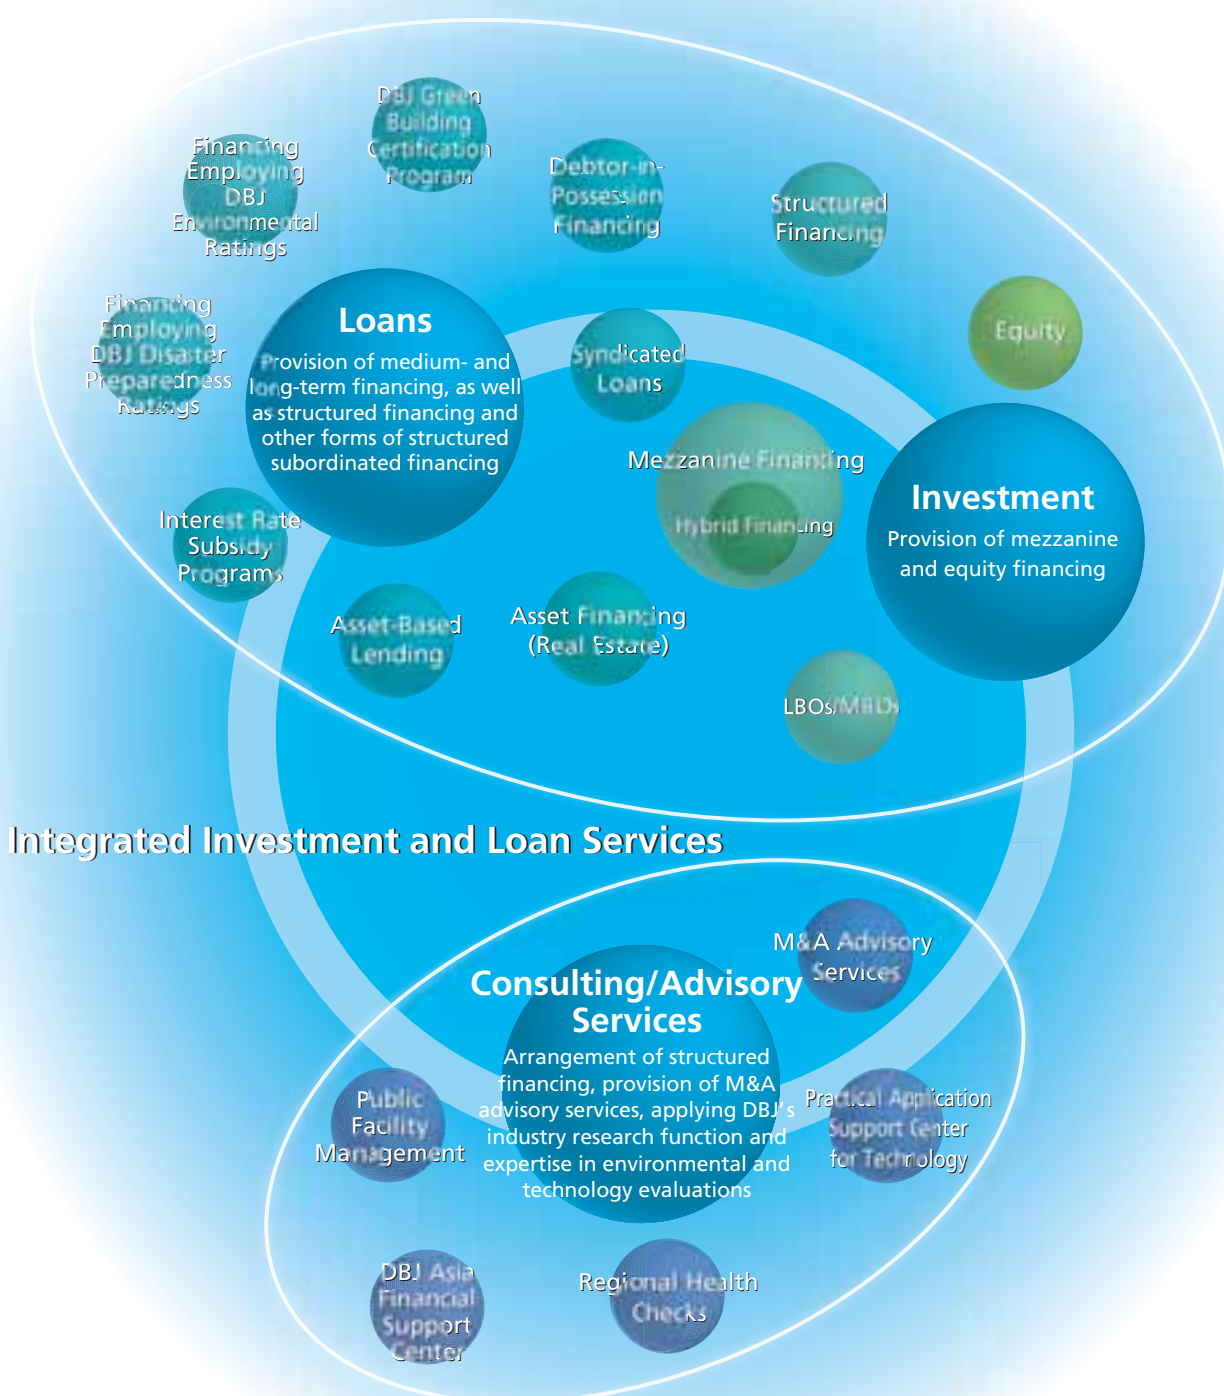 DBJ Green
Building
Certification
Program
Financing
Employing
DBJ
Environmental
Ratings
Debtor-in-
Possession
Financing
Structured
Financing
Financing
Employing
DBJ Disaster
Preparedness
Ratings
Loans
Provision of medium- and
long-term financing, as well
as structured financing and
other forms of structured
subordinated financing
Syndicated
Loans
Equity
Mezzanine Financing
Hybrid Financing
Investment
Provision of mezzanine
and equity financing
Interest Rate
Subsidy
Programs
Asset-Based
Lending
Asset Financing
(Real Estate)
LBOs/MBOs
Integrated Investment and Loan Services
M&A Advisory
Services
Consulting/Advisory
Services
Arrangement of structured
financing, provision of M&A
advisory services, applying DBJ's
industry research function and
expertise in environmental and
technology evaluations
Public
Facility
Management
Practical Application
Support Center
for Technology
DBJ Asia
Financial
Support
Center
Regional Health
Checks